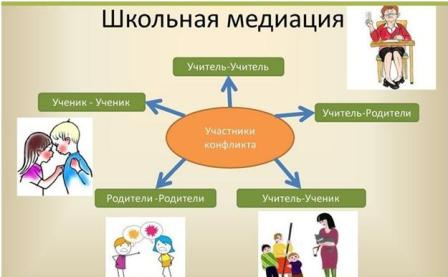 Школьная медиация
Учитель-Учитель
Ученик - Ученик
Учитель-Родители
Участники
конфликта
Родители -Родители
Учитель-Ученик